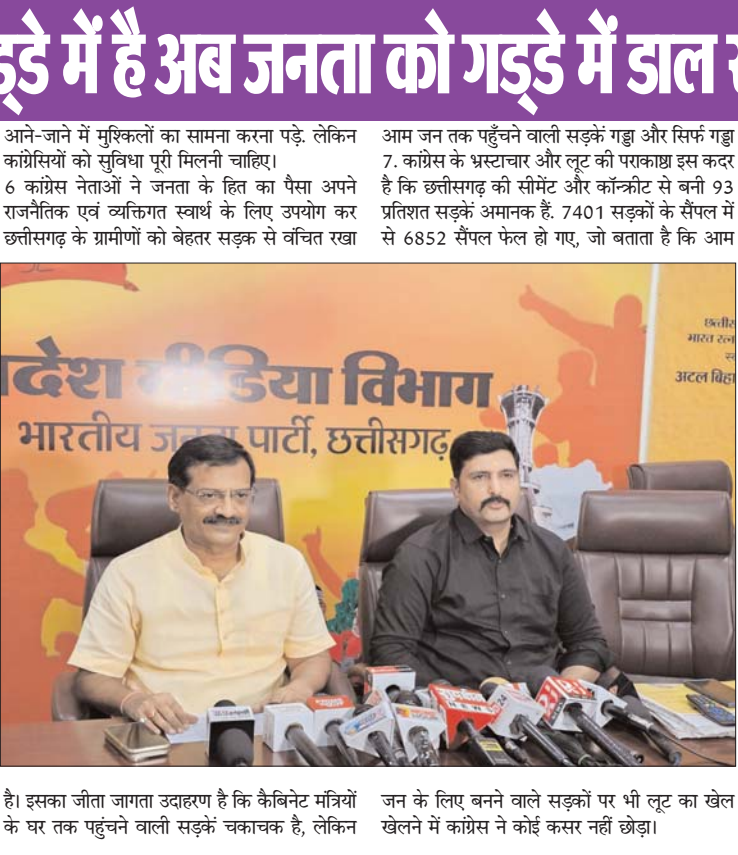 में है अब जनता को गड्डे में डाल
आने-जाने में मुश्किलों का सामना करना पड़े. लेकिन
कांग्रेसियों को सुविधा पूरी मिलनी चाहिए।
6 कांग्रेस नेताओं ने जनता के हित का पैसा अपने
राजनैतिक एवं व्यक्तिगत स्वार्थ के लिए उपयोग कर
छत्तीसगढ़ के ग्रामीणों को बेहतर सड़क से वंचित रखा
है। इसका जीता जागता उदाहरण है कि कैबिनेट मंत्रियों
के घर तक पहुंचने वाली सड़कें चकाचक है, लेकिन
आम जन तक पहुँचने वाली सड़कें गड्डा और सिर्फ गड्डा
7. कांग्रेस के भ्रस्टाचार और लूट की पराकाष्ठा इस कदर
है कि छत्तीसगढ़ की सीमेंट और कॉन्क्रीट से बनी 93
प्रतिशत सड़कें अमानक हैं. 7401 सड़कों के सैंपल में
से 6852 सैंपल फेल हो गए, जो बताता है कि आम
जन के लिए बनने वाले सड़कों पर भी लूट का खेल
खेलने में कांग्रेस ने कोई कसर नहीं छोड़ा।
मीडिया विभाग
भारतीय जनता पार्टी, छत्तीसगढ़
भारत रत्न
अटल